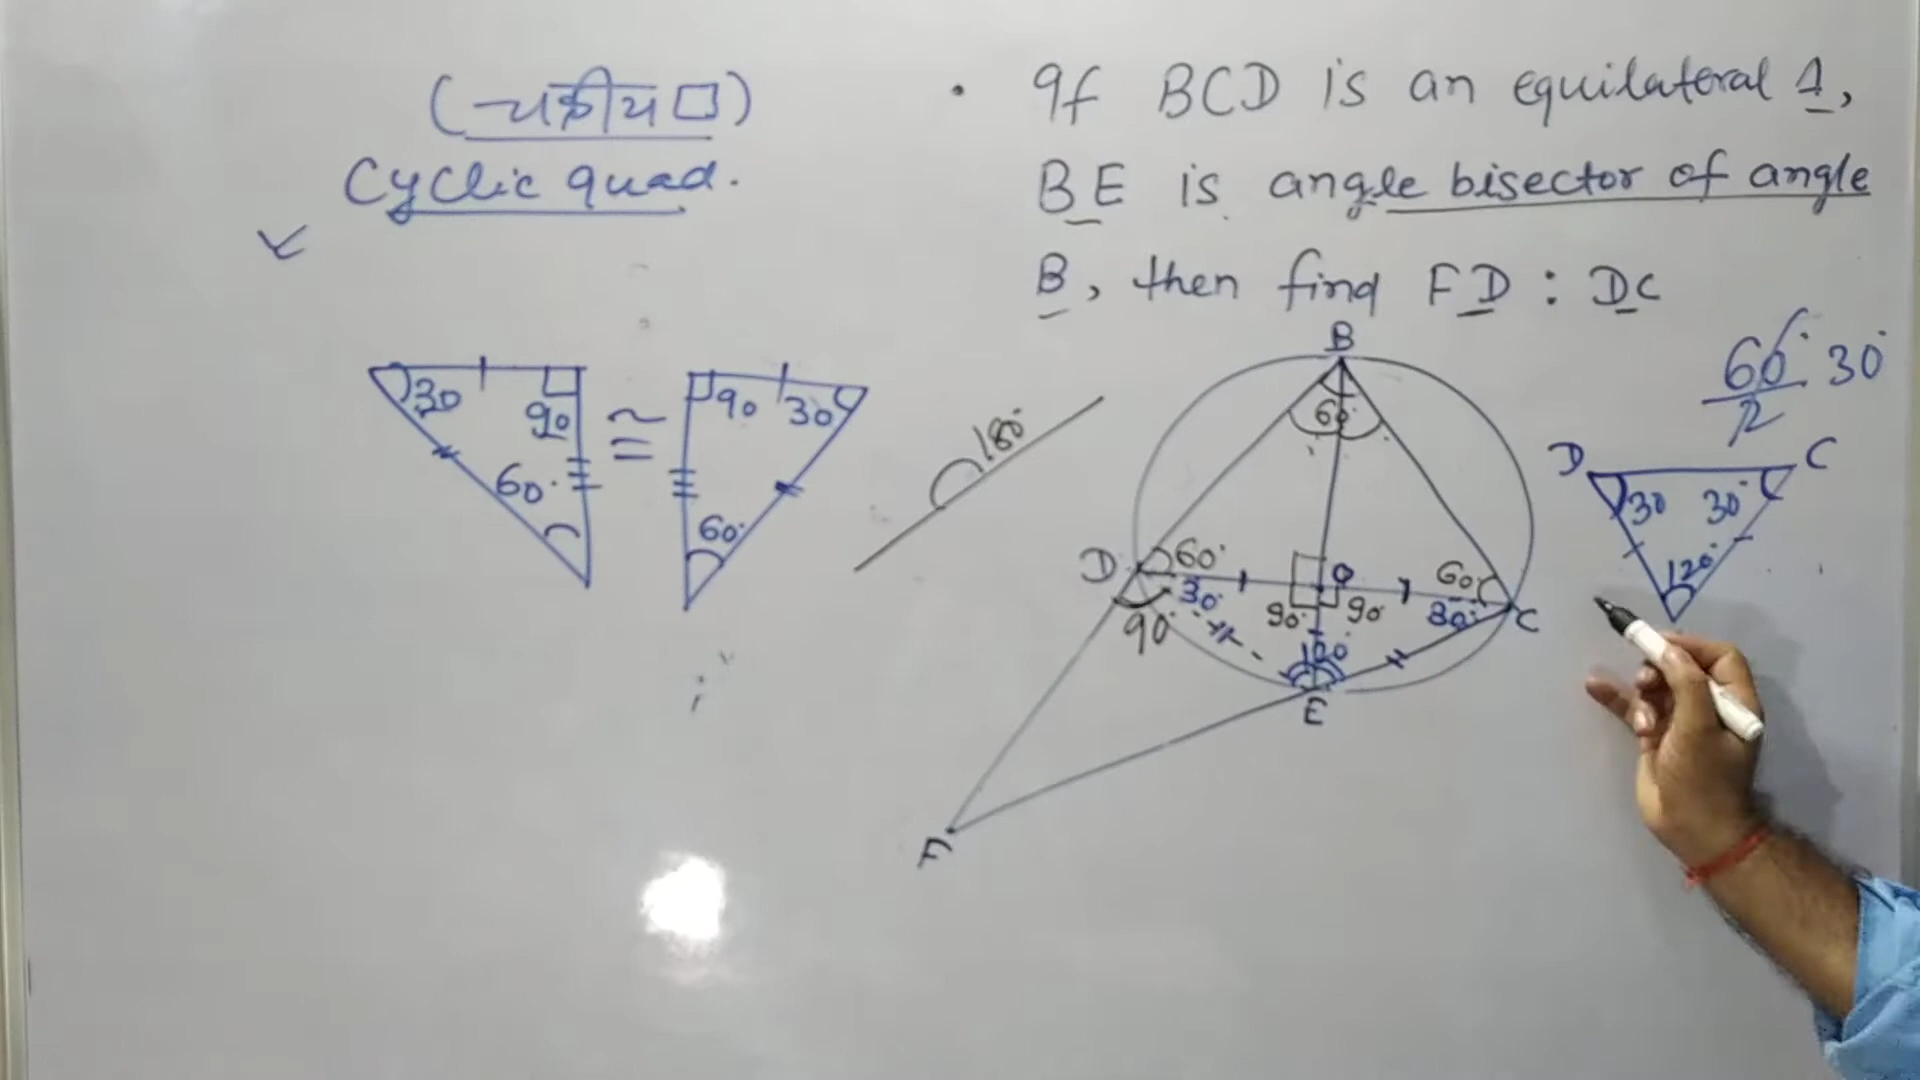 (चक्रीय □)
Cyclic quad.
• If BCD is an equilateral Δ,
BE is angle bisector of angle
B, then find FD : DC
60°/2 30°
30 90 ≅ 90 30
60° 60°
180°
B
60°
D 60° O 60° C
30° 90° 90° 30°
90° 120°
E
F
D C
30 30°
120°